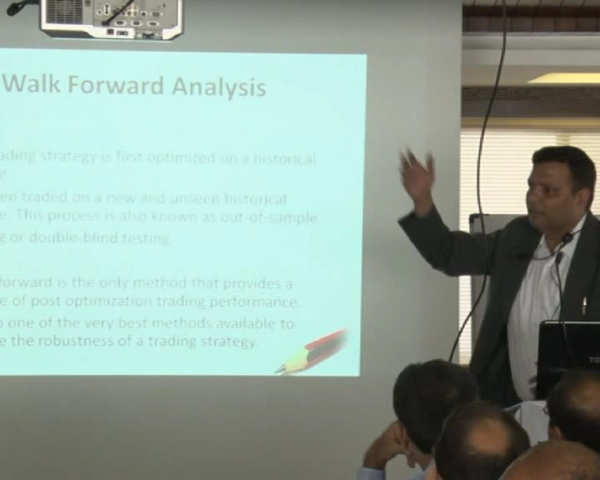 Walk Forward Analysis
ading strategy is first optimized on a historical
e.
en traded on a new and unseen historical
e. This process is also known as out-of-sample
g or double-blind testing.
forward is the only method that provides a
e of post optimization trading performance.
one of the very best methods available to
e the robustness of a trading strategy.
TO